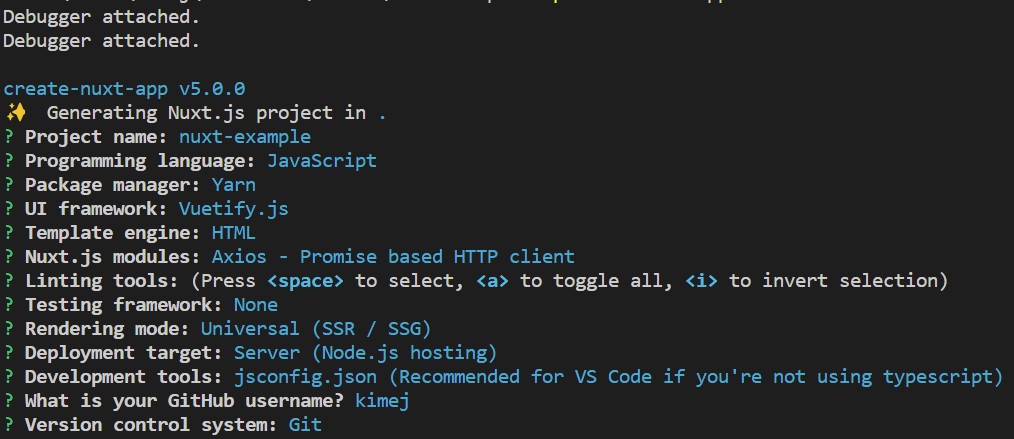 Debugger attached.
Debugger attached.
create-nuxt-app v5.0.0
✨ Generating Nuxt.js project in .
? Project name: nuxt-example
? Programming language: JavaScript
? Package manager: Yarn
? UI framework: Vuetify.js
? Template engine: HTML
? Nuxt.js modules: Axios - Promise based HTTP client
? Linting tools: (Press <space> to select, <a> to toggle all, <i> to invert selection)
? Testing framework: None
? Rendering mode: Universal (SSR / SSG)
? Deployment target: Server (Node.js hosting)
? Development tools: jsconfig.json (Recommended for VS Code if you're not using typescript)
? What is your GitHub username? kimej
? Version control system: Git